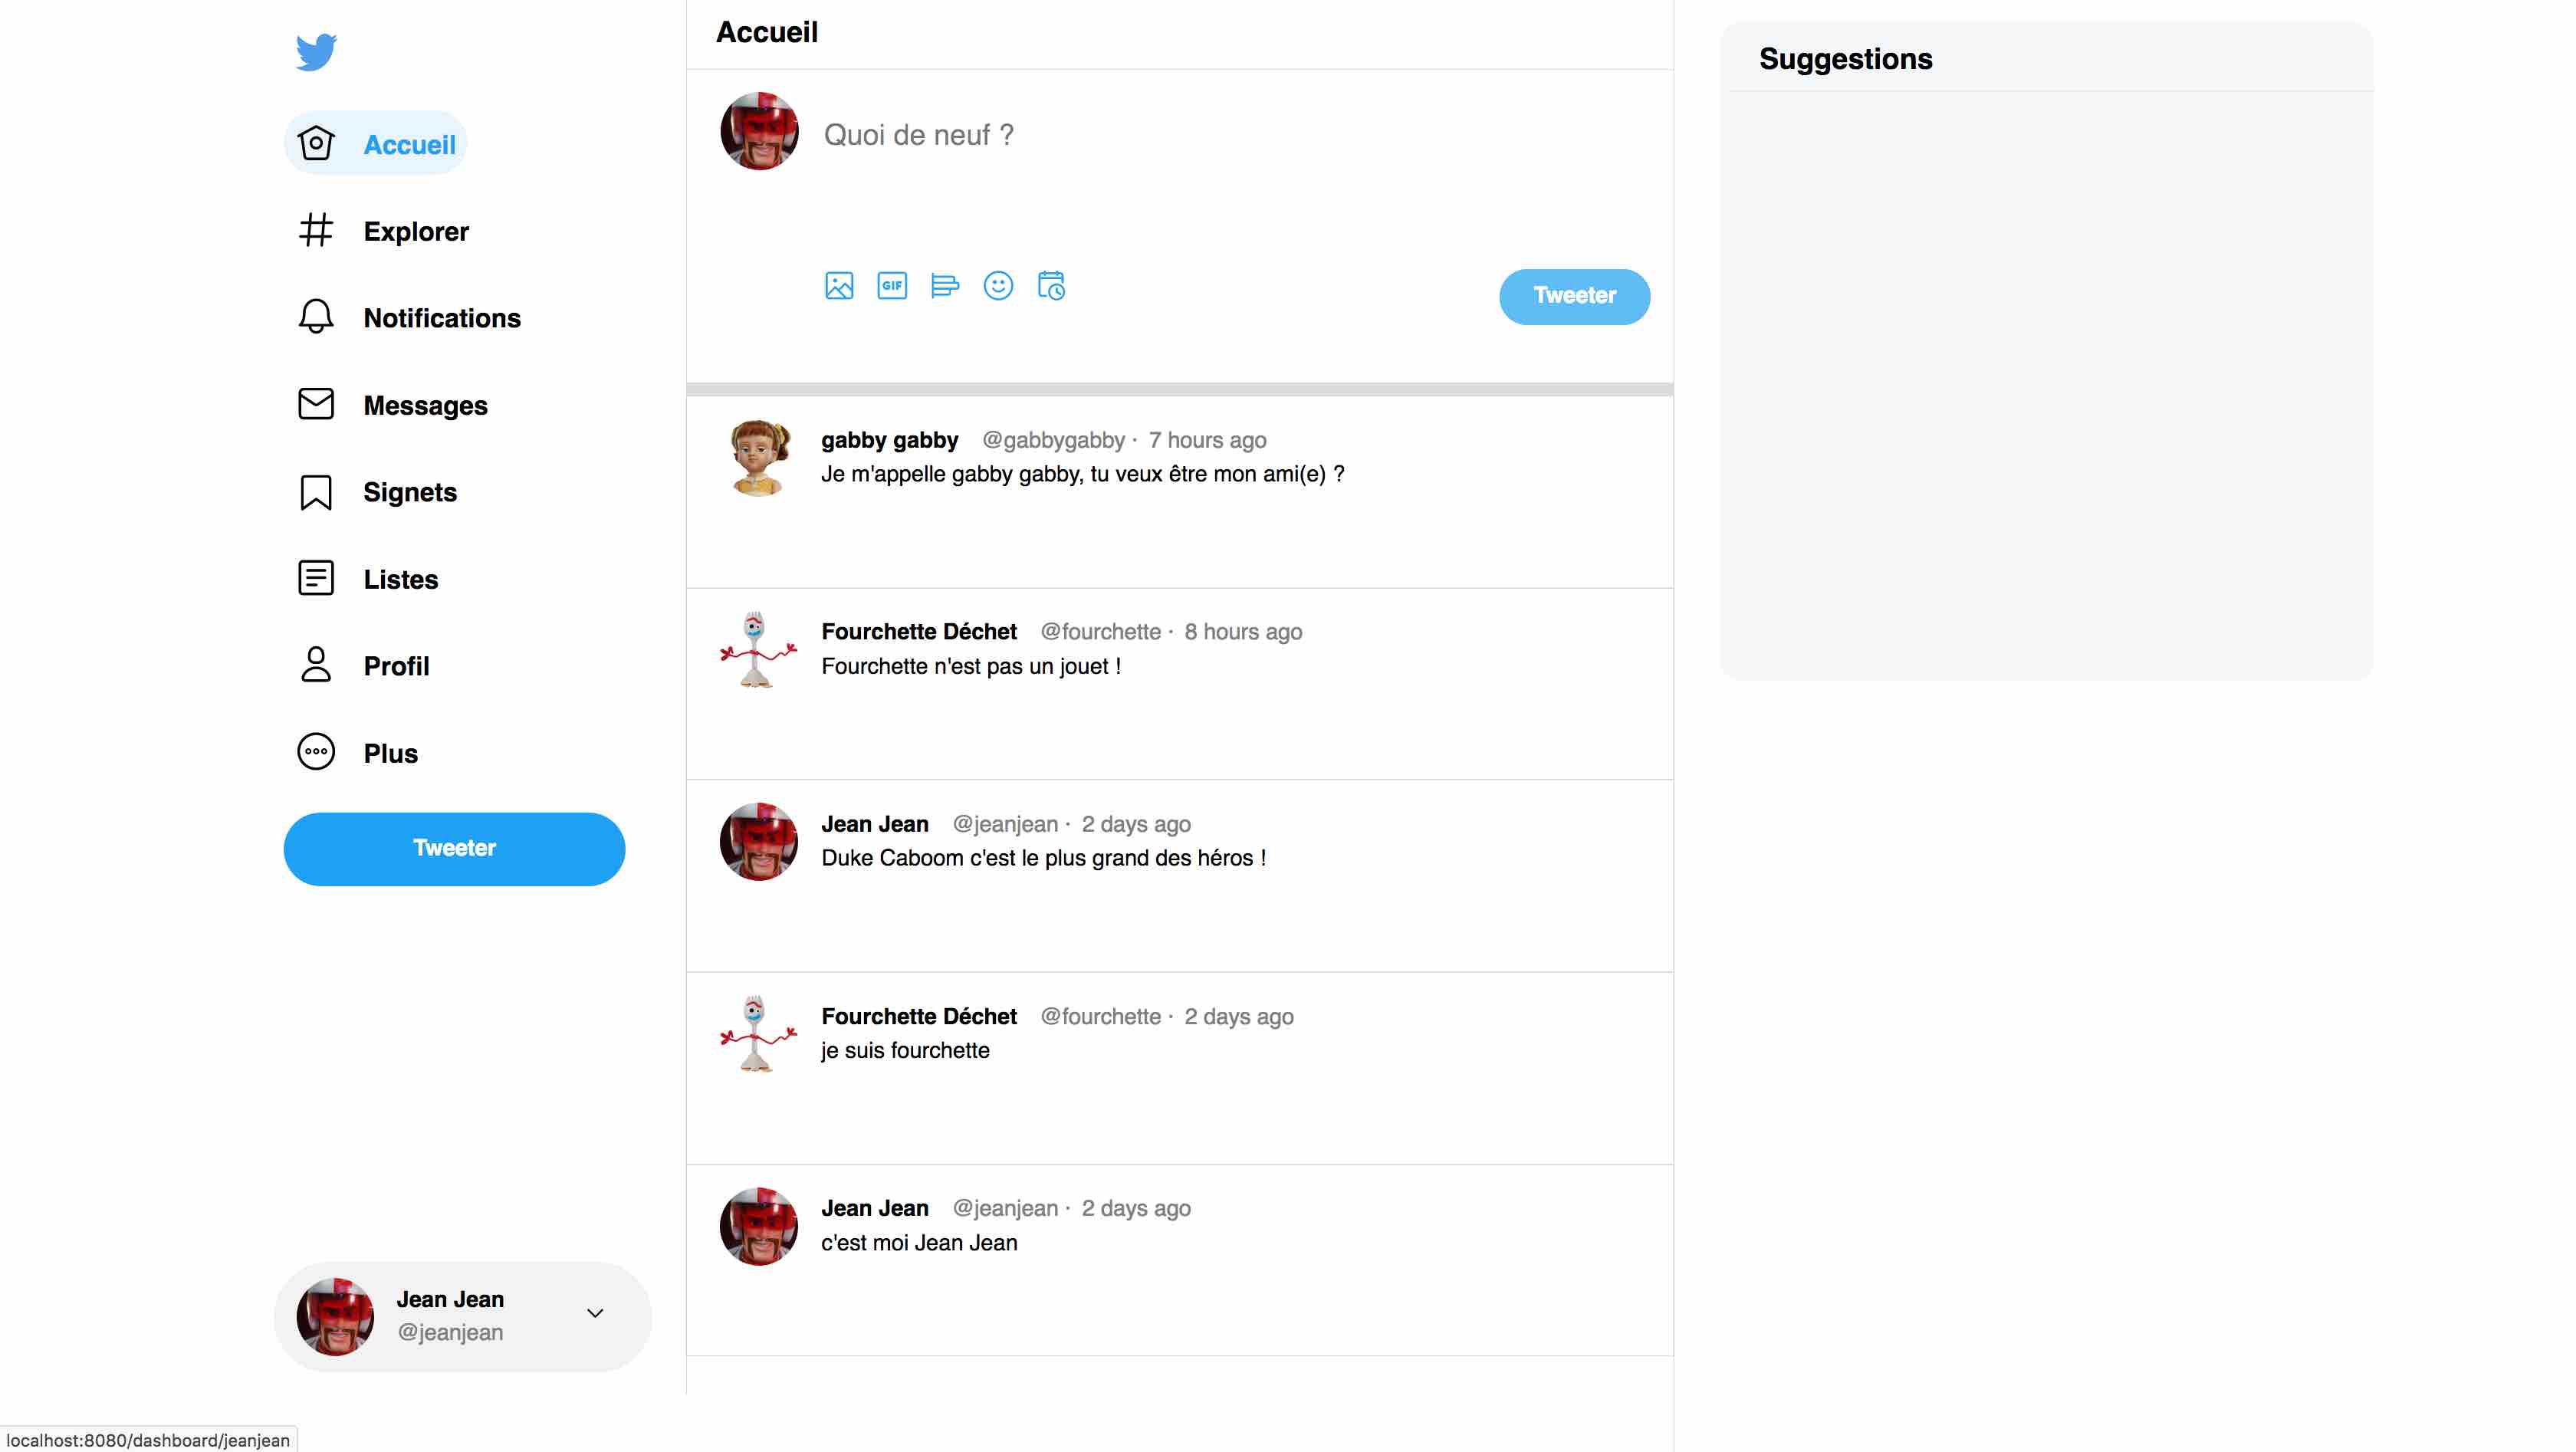 Accueil
Explorer
Notifications
Messages
Signets
Listes
Profil
Plus
Tweeter
Jean Jean
@jeanjean
Accueil
Quoi de neuf ?
GIF
Tweeter
gabby gabby @gabbygabby · 7 hours ago
Je m'appelle gabby gabby, tu veux être mon ami(e) ?
Fourchette Déchet @fourchette · 8 hours ago
Fourchette n'est pas un jouet !
Jean Jean @jeanjean · 2 days ago
Duke Caboom c'est le plus grand des héros !
Fourchette Déchet @fourchette · 2 days ago
je suis fourchette
Jean Jean @jeanjean · 2 days ago
c'est moi Jean Jean
Suggestions
localhost:8080/dashboard/jeanjean